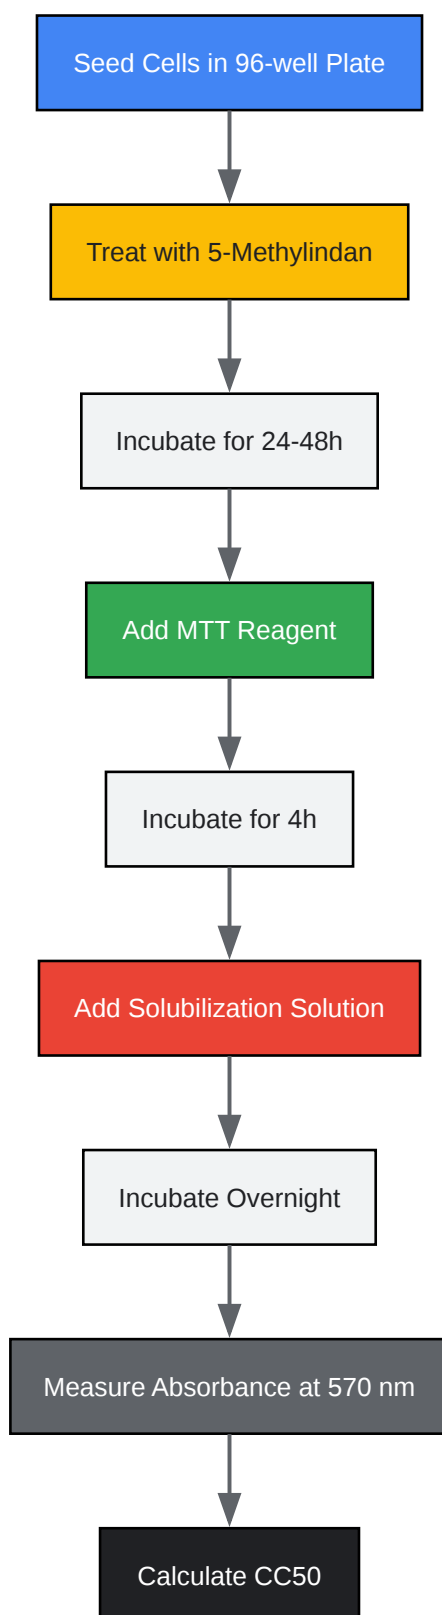 Seed Cells in 96-well Plate
Treat with 5-Methylindan
Incubate for 24-48h
Add MTT Reagent
Incubate for 4h
Add Solubilization Solution
Incubate Overnight
Measure Absorbance at 570 nm
Calculate CC50